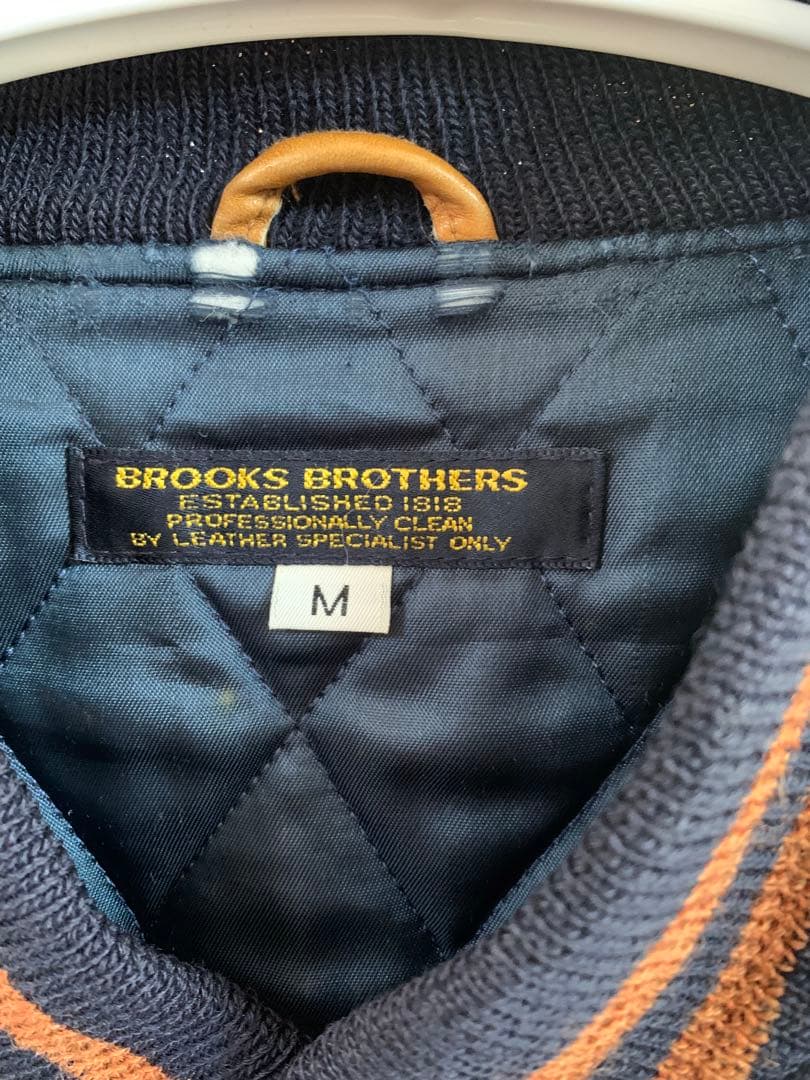 BROOKS BROTHERS
ESTABLISHED 1818
PROFESSIONALLY CLEAN
BY LEATHER SPECIALIST ONLY
M